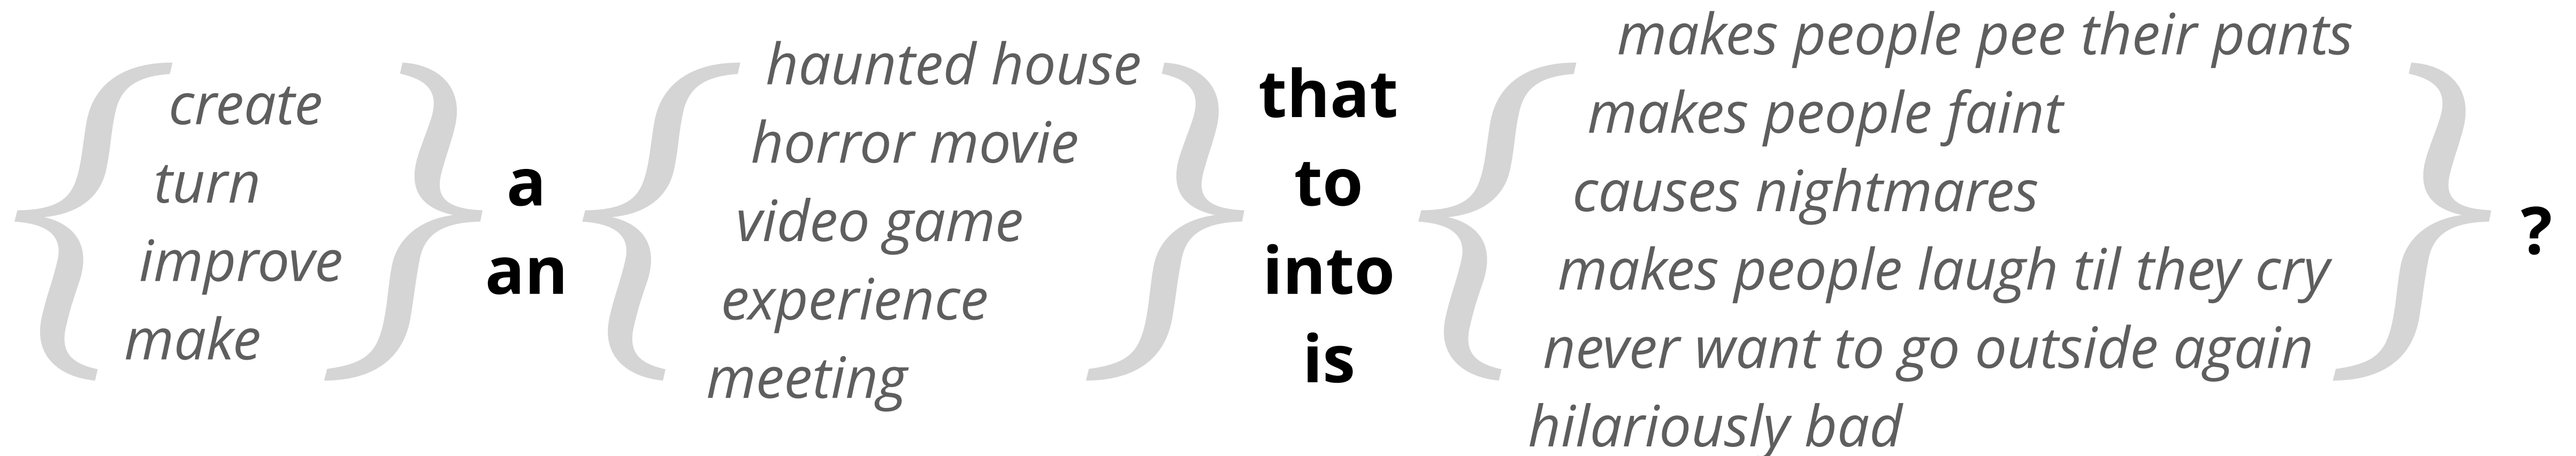 create
turn
improve
make
a
an
haunted house
horror movie
video game
experience
meeting
that
to
into
is
makes people pee their pants
makes people faint
causes nightmares
makes people laugh til they cry
never want to go outside again
hilariously bad
?